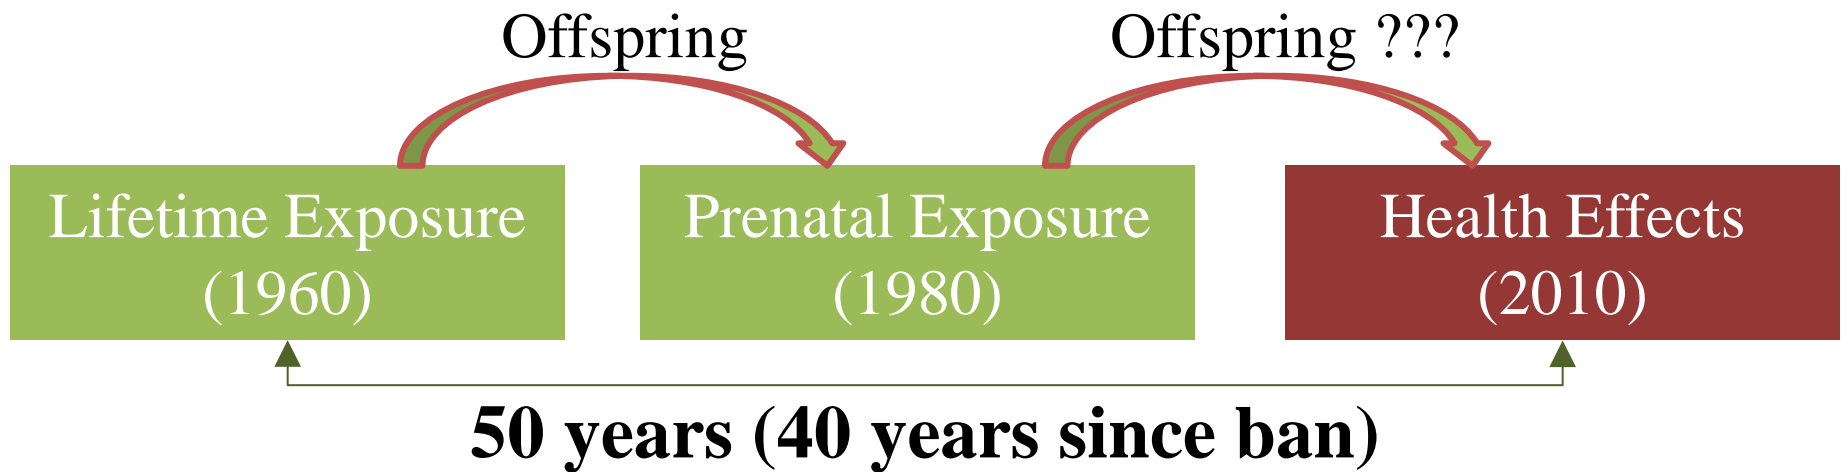 Offspring
Offspring ???
Lifetime Exposure
(1960)
Prenatal Exposure
(1980)
Health Effects
(2010)
50 years (40 years since ban)